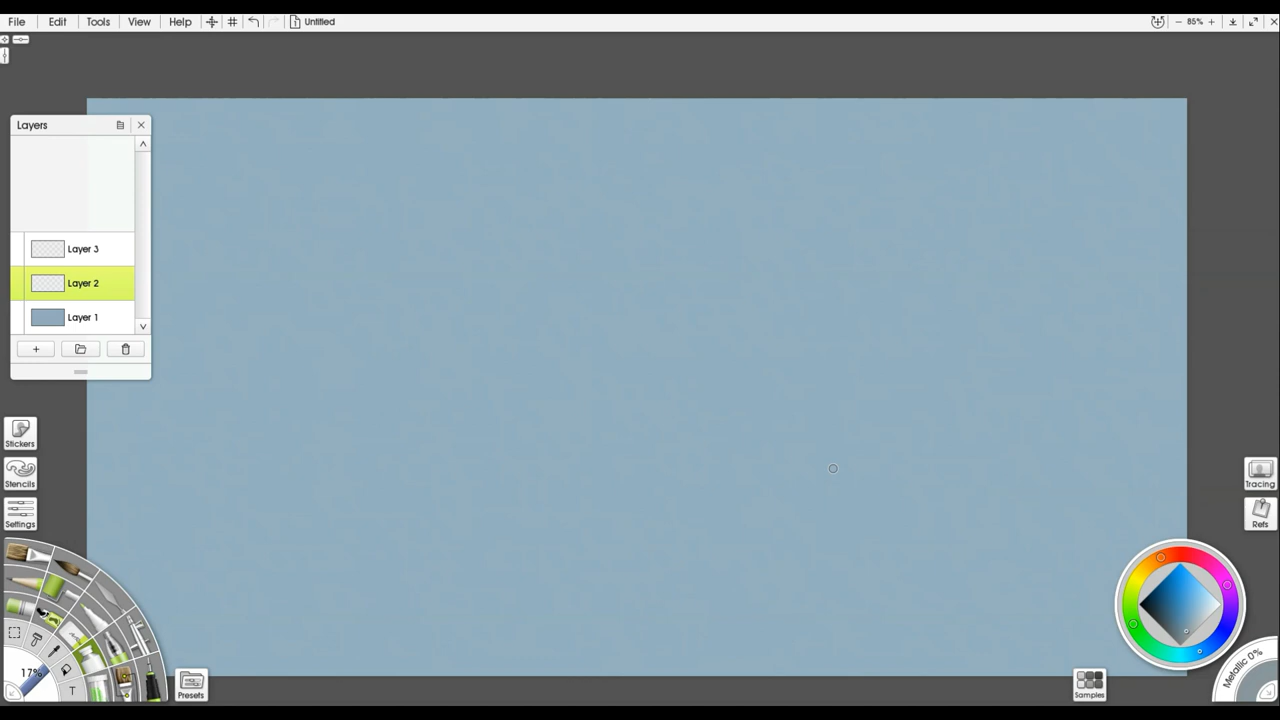 File Edit Tools View Help Untitled 85%
Layers
Layer 3
Layer 2
Layer 1
Stickers
Stencils
Settings
Tracing
Refs
17%
T
Presets
Samples
Metallic 0%